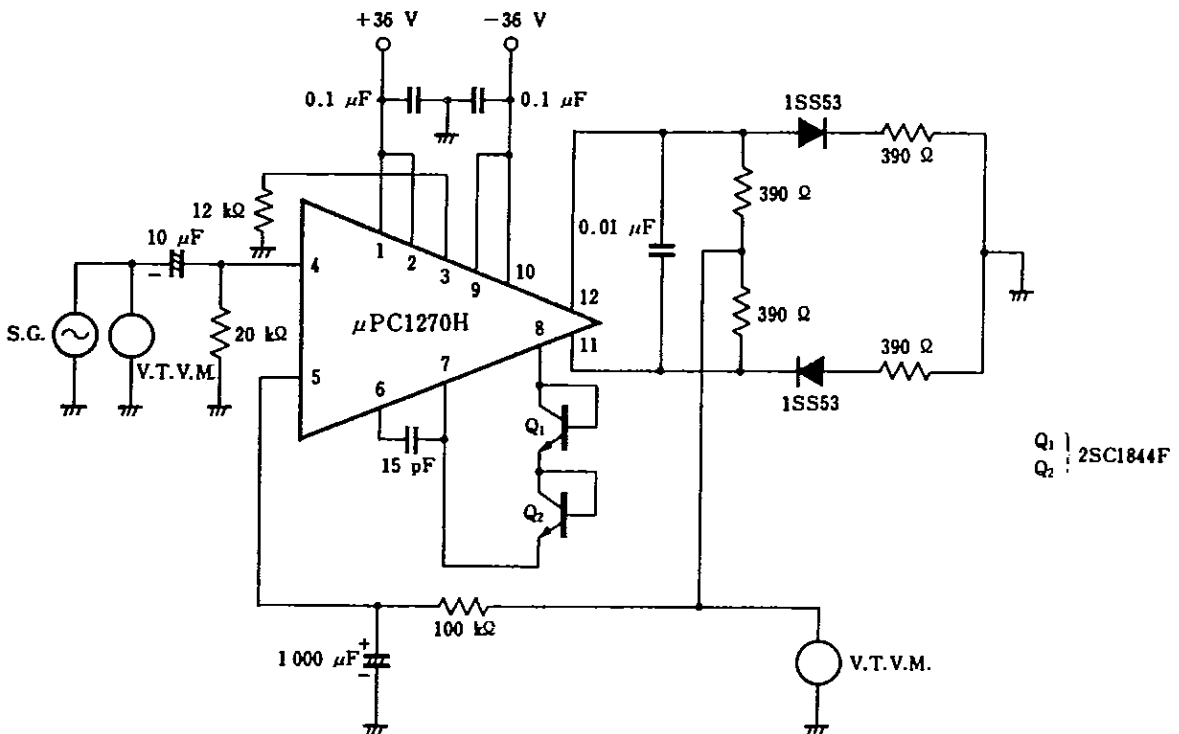 +36 V
−36 V
0.1 μF
0.1 μF
1SS53
390 Ω
12 kΩ
390 Ω
10 μF
−
4
1
2
3
9
10
0.01 μF
12
μPC1270H
20 kΩ
S.G.
V.T.V.M.
390 Ω
8
11
390 Ω
5
7
6
1SS53
15 pF
Q₁
Q₁
Q₂
2SC1844F
Q₂
100 kΩ
+
1 000 μF
−
V.T.V.M.